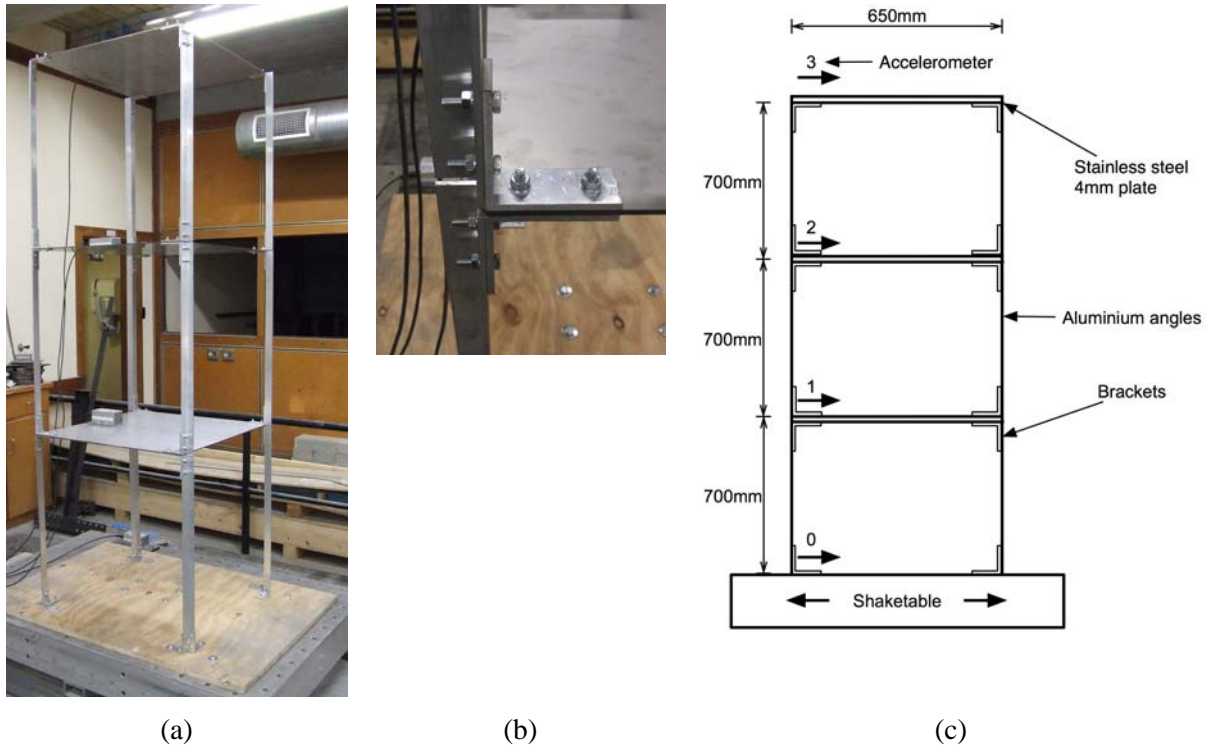 650mm
3
Accelerometer
Stainless steel
4mm plate
700mm
2
700mm
Aluminium angles
1
Brackets
700mm
0
Shaketable
(a)
(b)
(c)